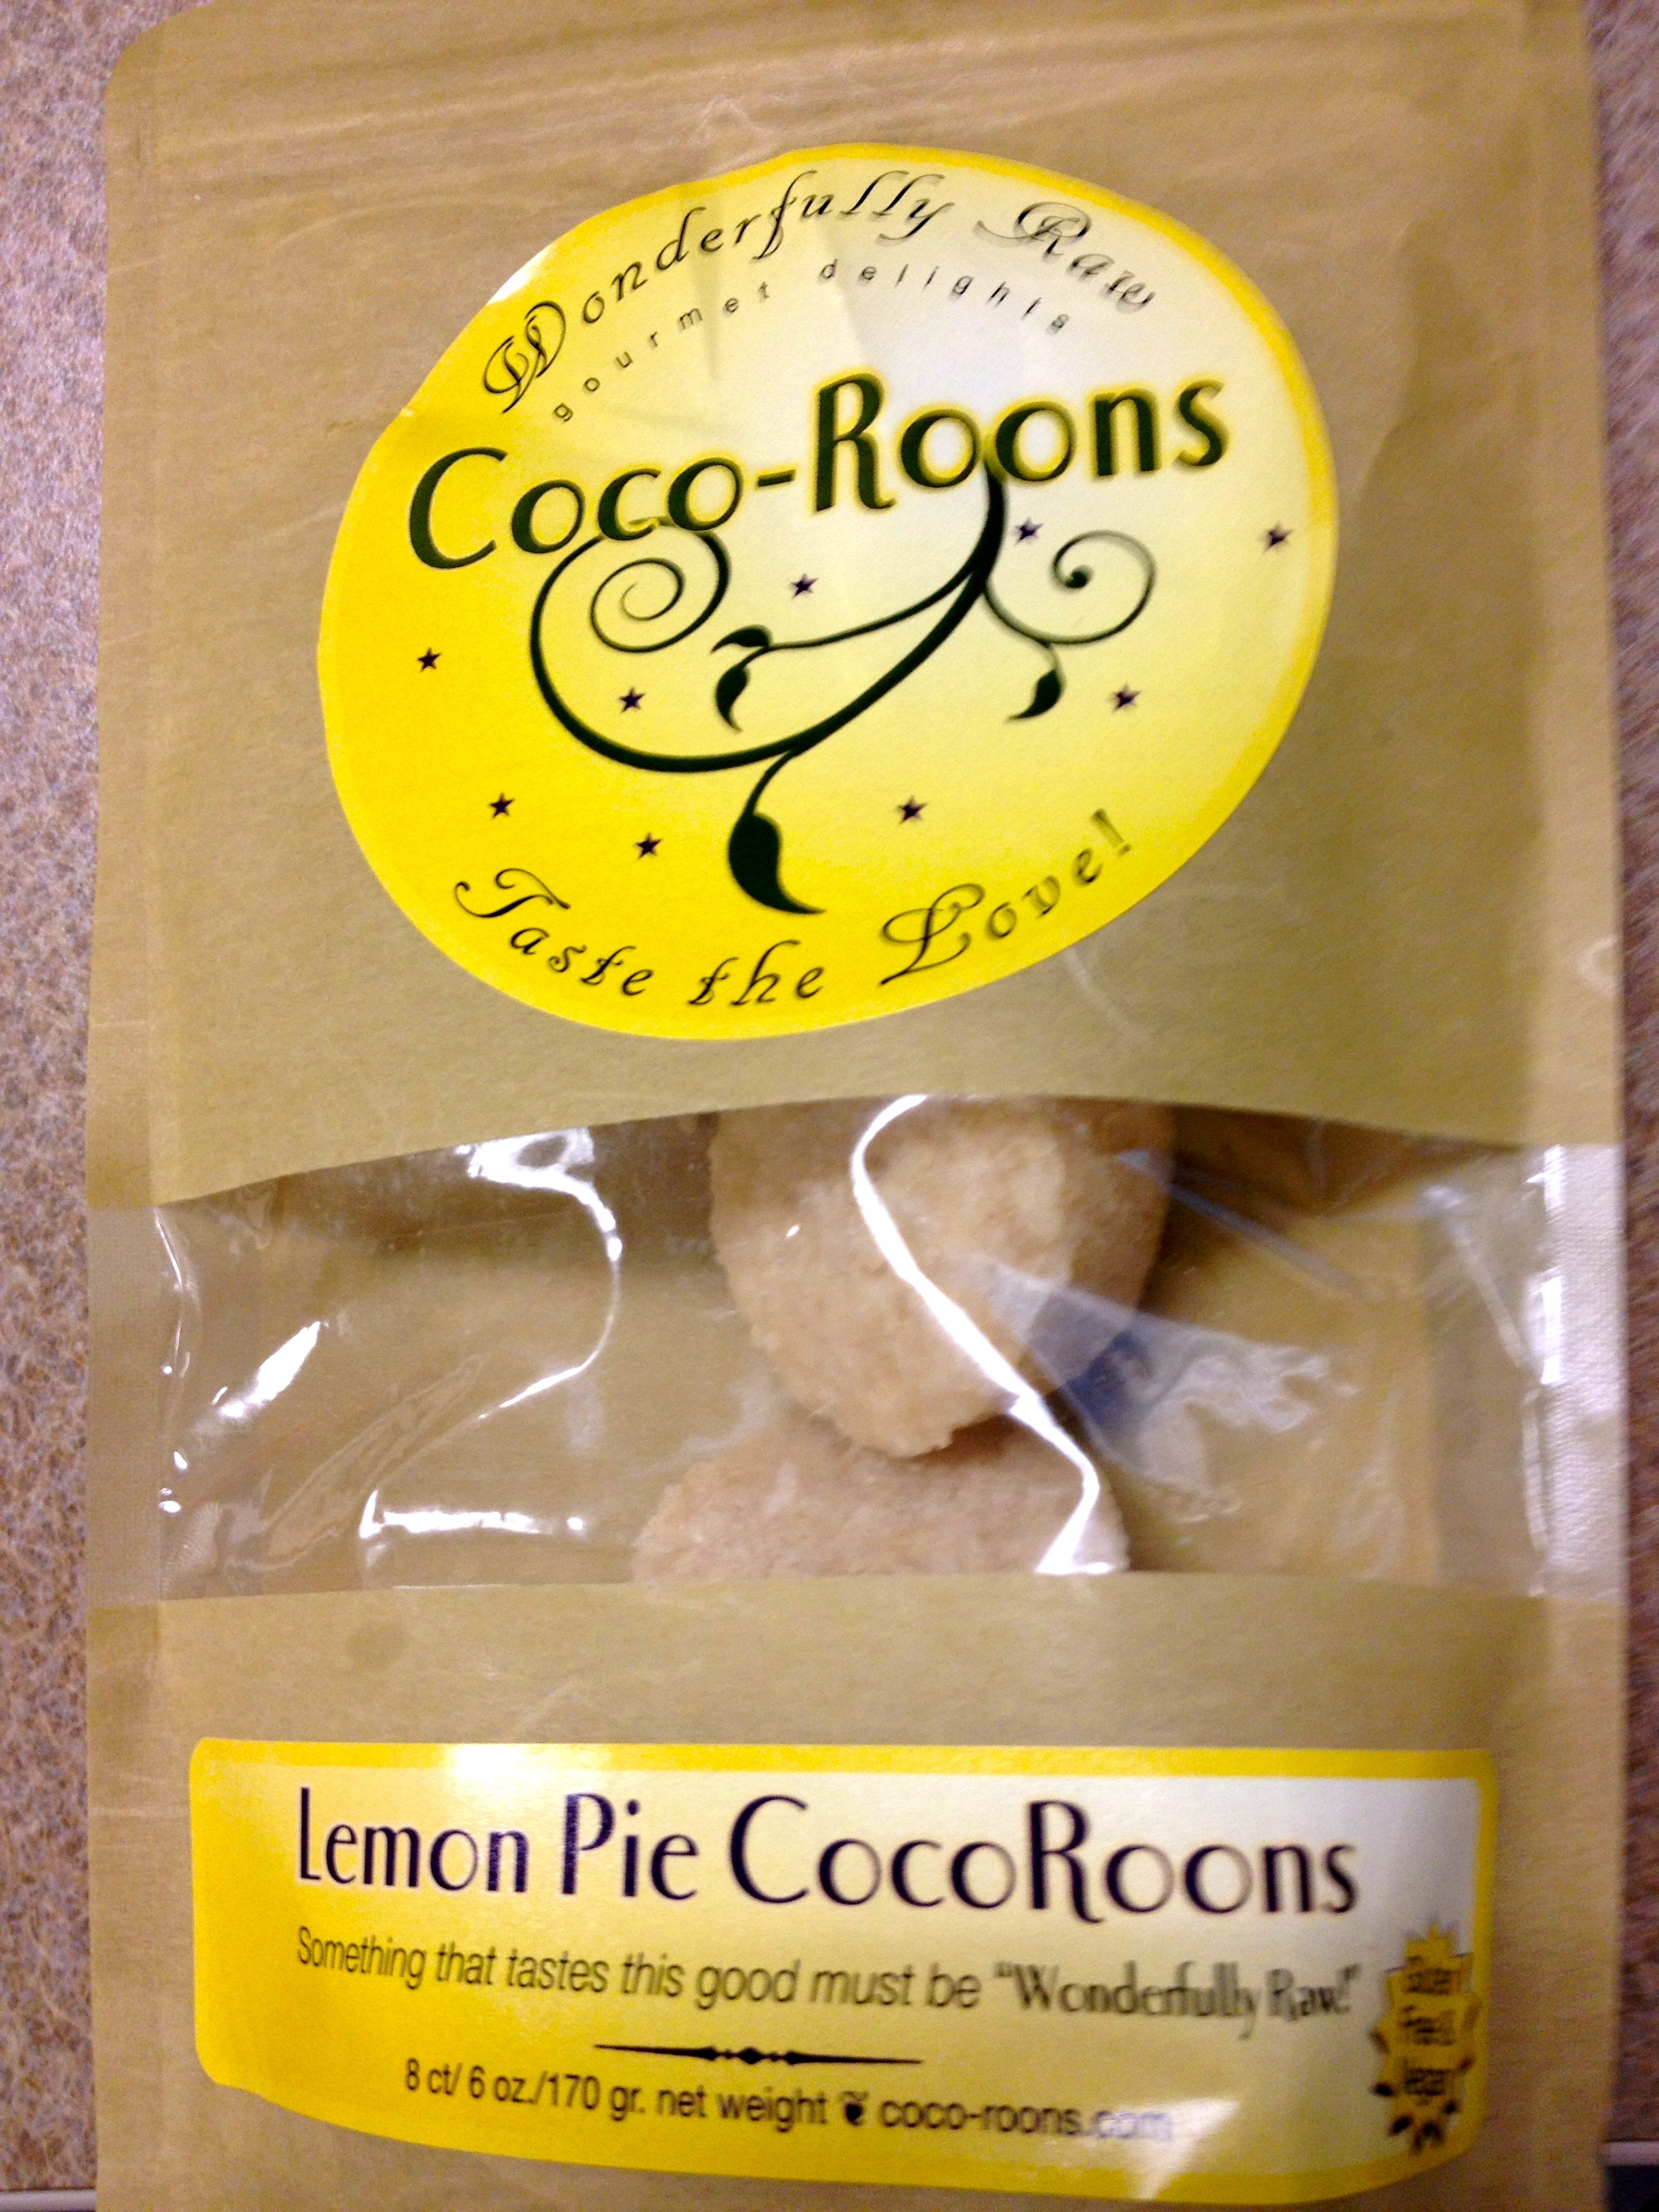 Wonderfully Raw
gourmet delights
Coco-Roons
Taste the Love!
Lemon Pie CocoRoons
Something that tastes this good must be "Wonderfully Raw!"
Gluten
Free &
Vegan
8 ct/ 6 oz./170 gr. net weight coco-roons.com